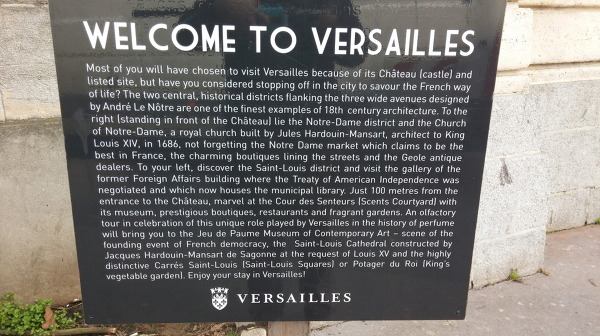 WELCOME TO VERSAILLES
Most of you will have chosen to visit Versailles because of its Château (castle) and
listed site, but have you considered stopping off in the city to savour the French way
of life? The two central, historical districts flanking the three wide avenues designed
by André Le Nôtre are one of the finest examples of 18th century architecture. To the
right (standing in front of the Château) lie the Notre-Dame district and the Church
of Notre-Dame, a royal church built by Jules Hardouin-Mansart, architect to King
Louis XIV, in 1686, not forgetting the Notre Dame market which claims to be the
best in France, the charming boutiques lining the streets and the Geole antique
dealers. To your left, discover the Saint-Louis district and visit the gallery of the
former Foreign Affairs building where the Treaty of American Independence was
negotiated and which now houses the municipal library. Just 100 metres from the
entrance to the Château, marvel at the Cour des Senteurs (Scents Courtyard) with
its museum, prestigious boutiques, restaurants and fragrant gardens. An olfactory
tour in celebration of this unique role played by Versailles in the history of perfume
will bring you to the Jeu de Paume Museum of Contemporary Art – scene of the
founding event of French democracy, the Saint-Louis Cathedral constructed by
Jacques Hardouin-Mansart de Sagonne at the request of Louis XV and the highly
distinctive Carrés Saint-Louis (Saint-Louis Squares) or Potager du Roi (King's
vegetable garden). Enjoy your stay in Versailles!
VERSAILLES